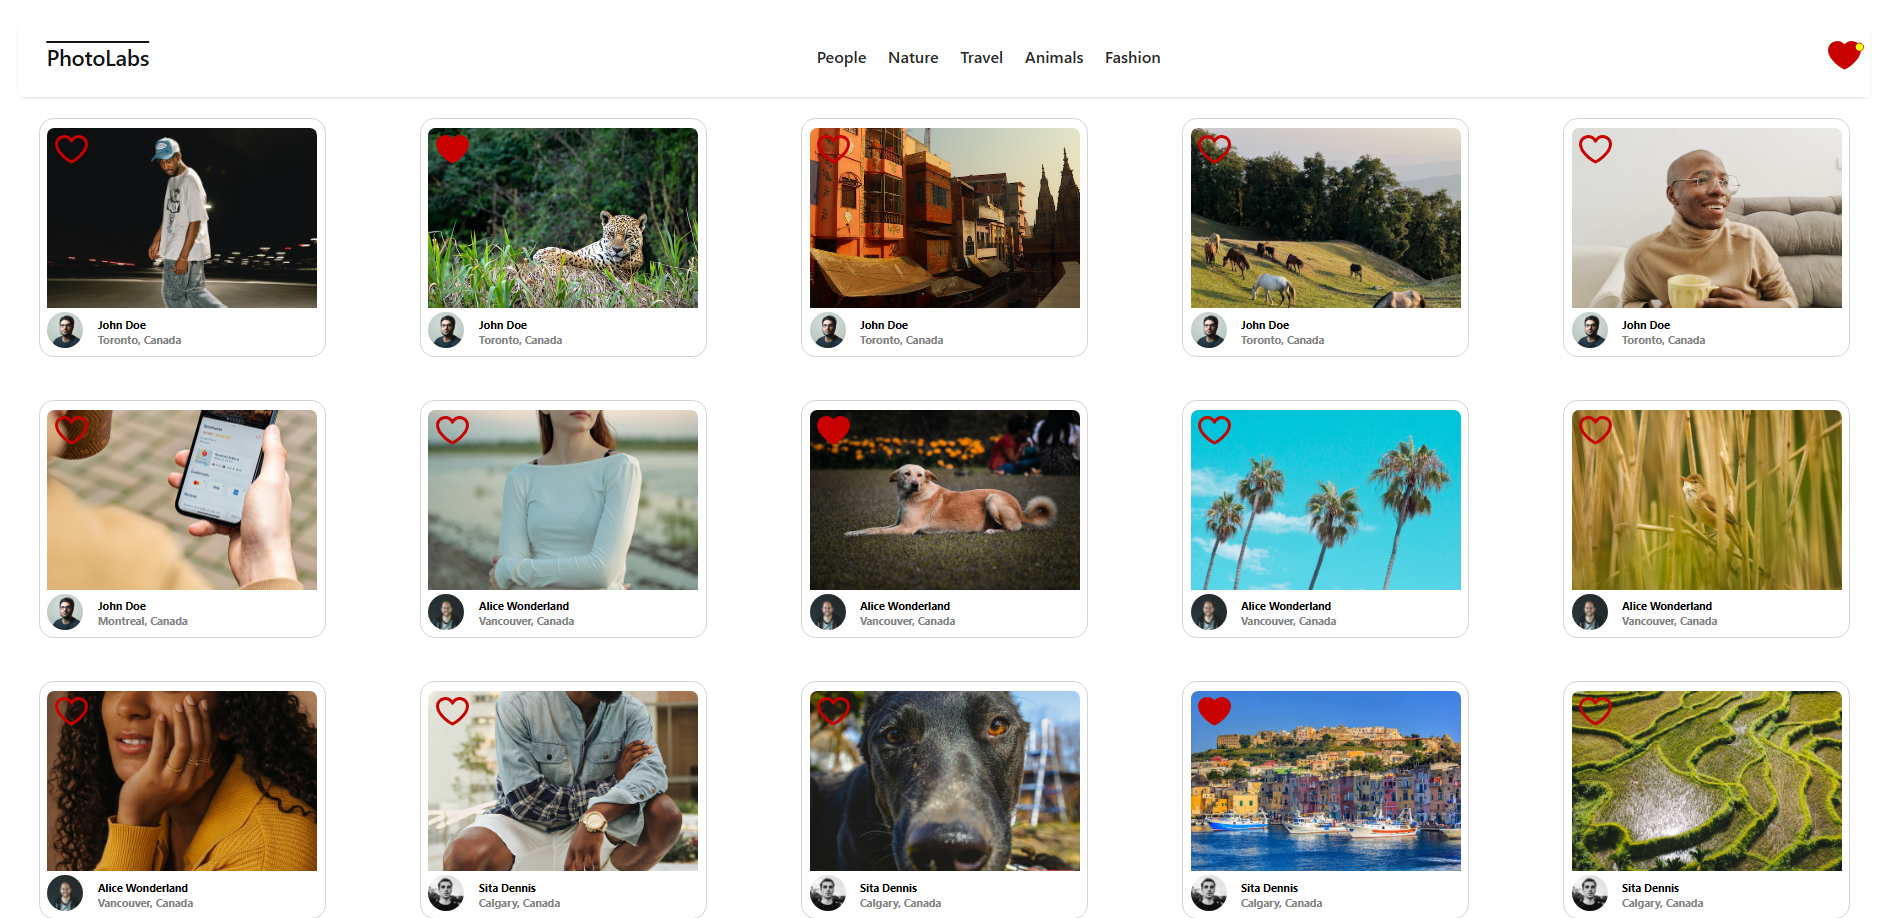 PhotoLabs
People Nature Travel Animals Fashion
John Doe
Toronto, Canada
John Doe
Toronto, Canada
John Doe
Toronto, Canada
John Doe
Toronto, Canada
John Doe
Toronto, Canada
John Doe
Montreal, Canada
Alice Wonderland
Vancouver, Canada
Alice Wonderland
Vancouver, Canada
Alice Wonderland
Vancouver, Canada
Alice Wonderland
Vancouver, Canada
Alice Wonderland
Vancouver, Canada
Sita Dennis
Calgary, Canada
Sita Dennis
Calgary, Canada
Sita Dennis
Calgary, Canada
Sita Dennis
Calgary, Canada